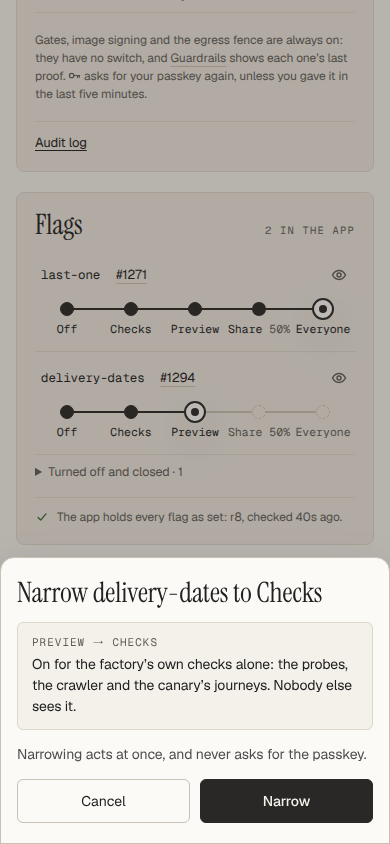 Gates, image signing and the egress fence are always on:
they have no switch, and Guardrails shows each one’s last
proof. asks for your passkey again, unless you gave it in
the last five minutes.
Audit log
Flags
2 IN THE APP
last-one #1271
Off Checks Preview Share 50% Everyone
delivery-dates #1294
Off Checks Preview Share 50% Everyone
Turned off and closed · 1
The app holds every flag as set: r8, checked 40s ago.
Narrow delivery-dates to Checks
PREVIEW → CHECKS
On for the factory’s own checks alone: the probes,
the crawler and the canary’s journeys. Nobody else
sees it.
Narrowing acts at once, and never asks for the passkey.
Cancel
Narrow